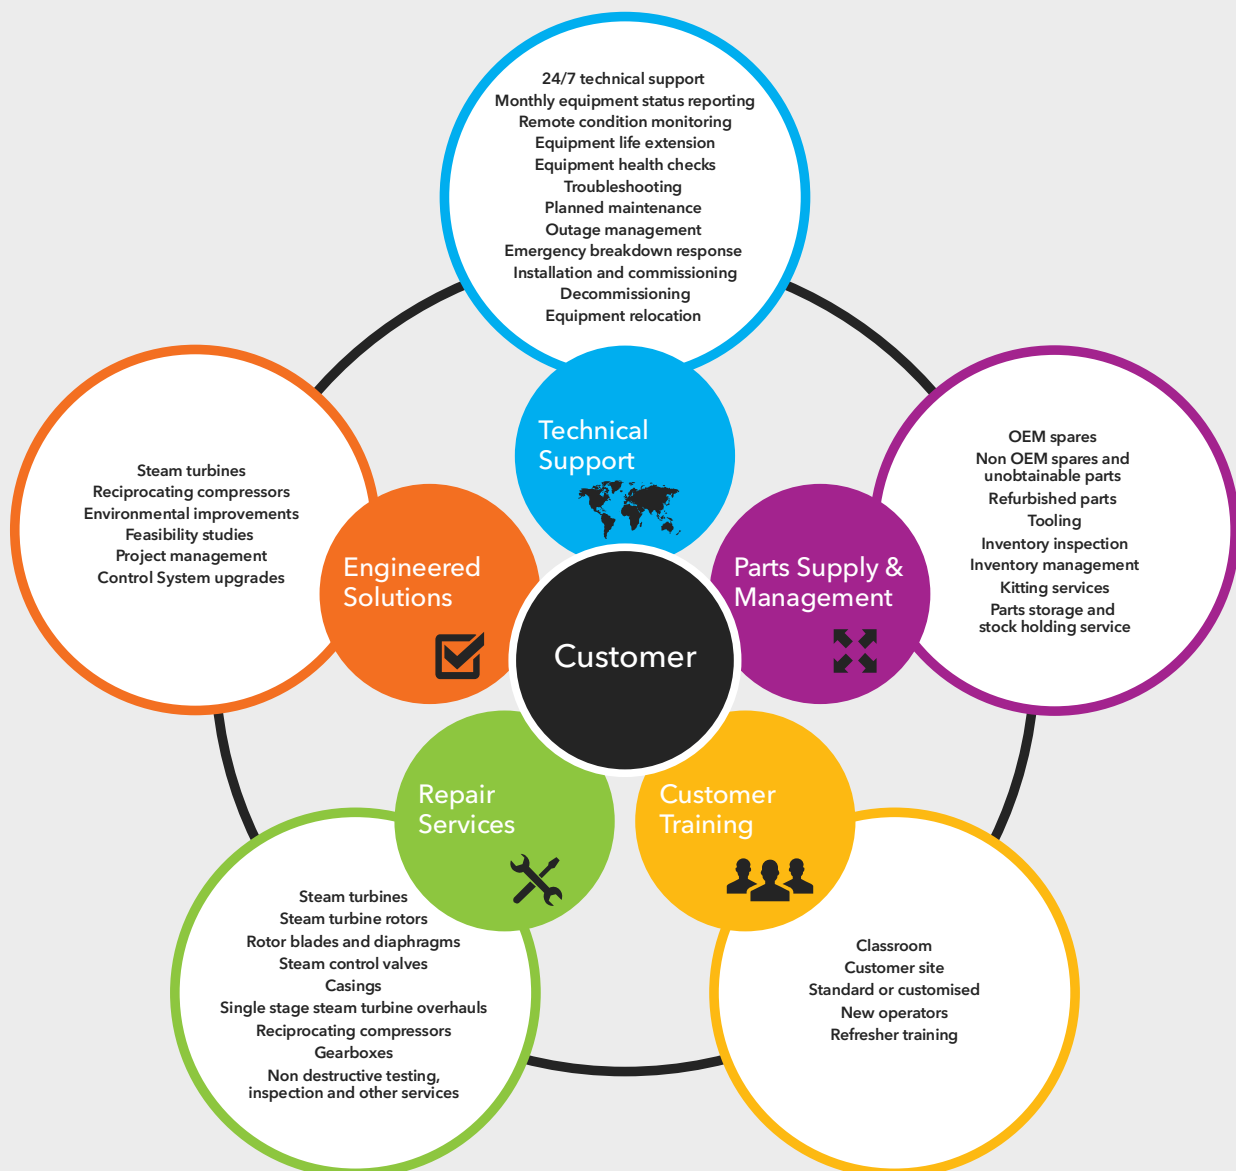 24/7 technical support
Monthly equipment status reporting
Remote condition monitoring
Equipment life extension
Equipment health checks
Troubleshooting
Planned maintenance
Outage management
Emergency breakdown response
Installation and commissioning
Decommissioning
Equipment relocation
Technical
Support
OEM spares
Non OEM spares and
unobtainable parts
Refurbished parts
Tooling
Inventory inspection
Inventory management
Kitting services
Parts storage and
stock holding service
Parts Supply &
Management
Steam turbines
Reciprocating compressors
Environmental improvements
Feasibility studies
Project management
Control System upgrades
Engineered
Solutions
Customer
Repair
Services
Steam turbines
Steam turbine rotors
Rotor blades and diaphragms
Steam control valves
Casings
Single stage steam turbine overhauls
Reciprocating compressors
Gearboxes
Non destructive testing,
inspection and other services
Customer
Training
Classroom
Customer site
Standard or customised
New operators
Refresher training